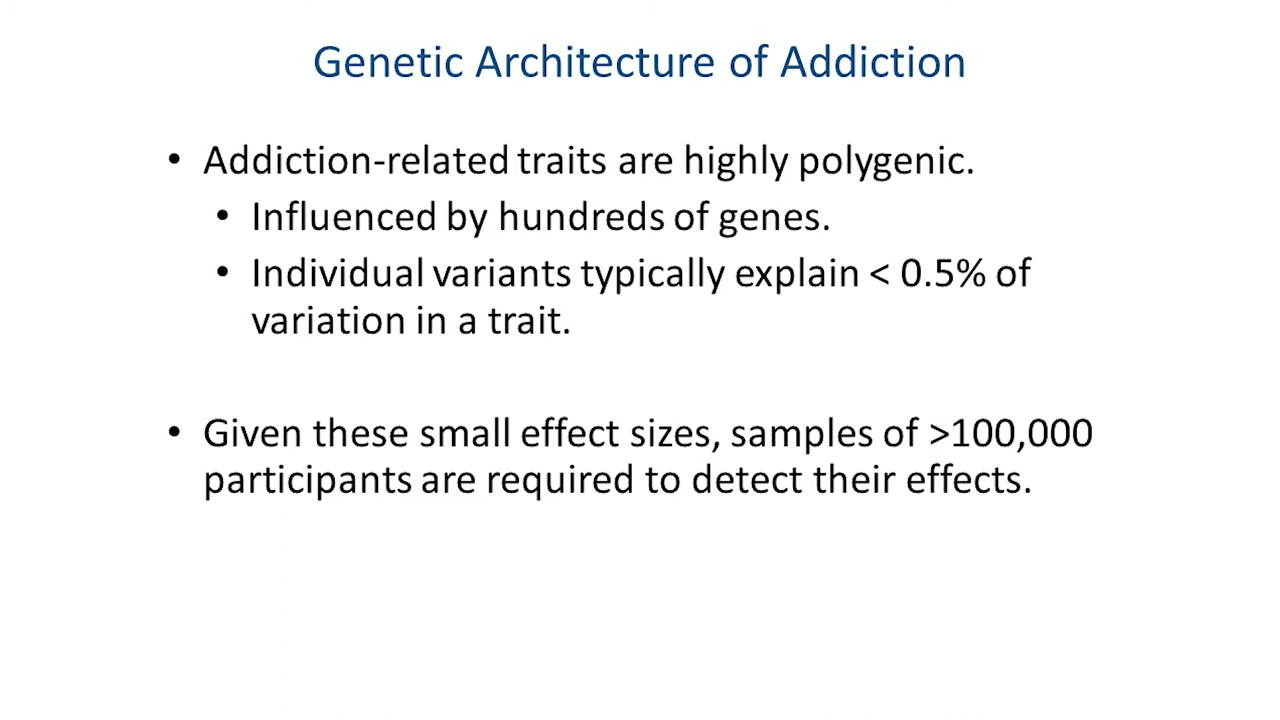 Genetic Architecture of Addiction
• Addiction-related traits are highly polygenic.
• Influenced by hundreds of genes.
• Individual variants typically explain < 0.5% of
variation in a trait.
• Given these small effect sizes, samples of >100,000
participants are required to detect their effects.